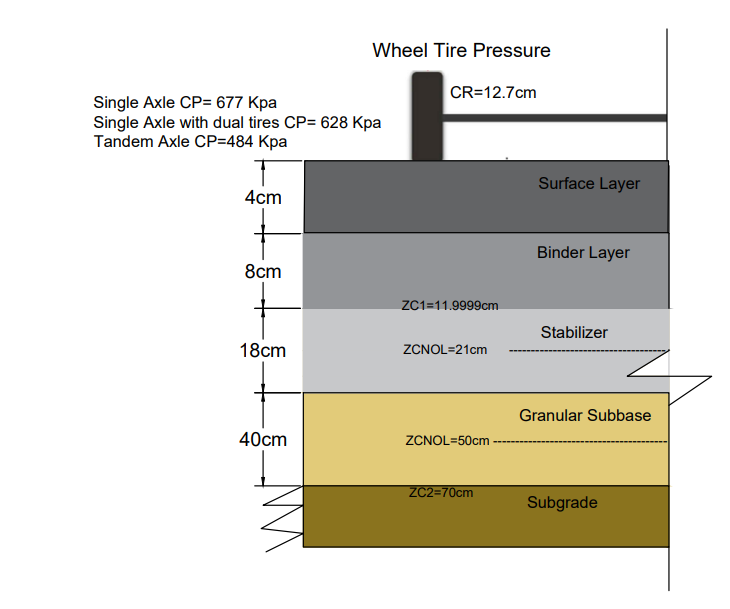 Wheel Tire Pressure
CR=12.7cm
Single Axle CP= 677 Kpa
Single Axle with dual tires CP= 628 Kpa
Tandem Axle CP=484 Kpa
Surface Layer
4cm
Binder Layer
8cm
ZC1=11.9999cm
Stabilizer
18cm
ZCNOL=21cm
Granular Subbase
40cm
ZCNOL=50cm
ZC2=70cm
Subgrade